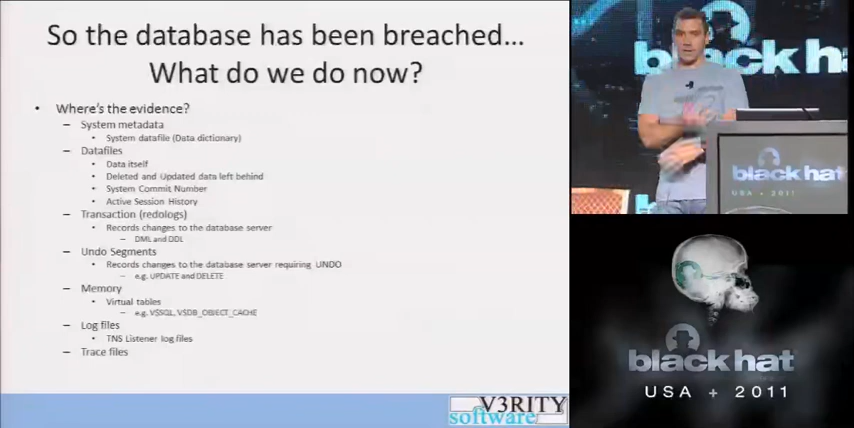 So the database has been breached...
What do we do now?
• Where's the evidence?
– System metadata
• System datafile (Data dictionary)
– Datafiles
• Data itself
• Deleted and Updated data left behind
• System Commit Number
• Active Session History
– Transaction (redologs)
• Records changes to the database server
– DML and DDL
– Undo Segments
• Records changes to the database server requiring UNDO
– e.g. UPDATE and DELETE
– Memory
• Virtual tables
– e.g. V$SQL, V$DB_OBJECT_CACHE
– Log files
• TNS Listener log files
– Trace files
V3RITY
software
black h
black hat
USA + 2011
black hat
USA + 2011